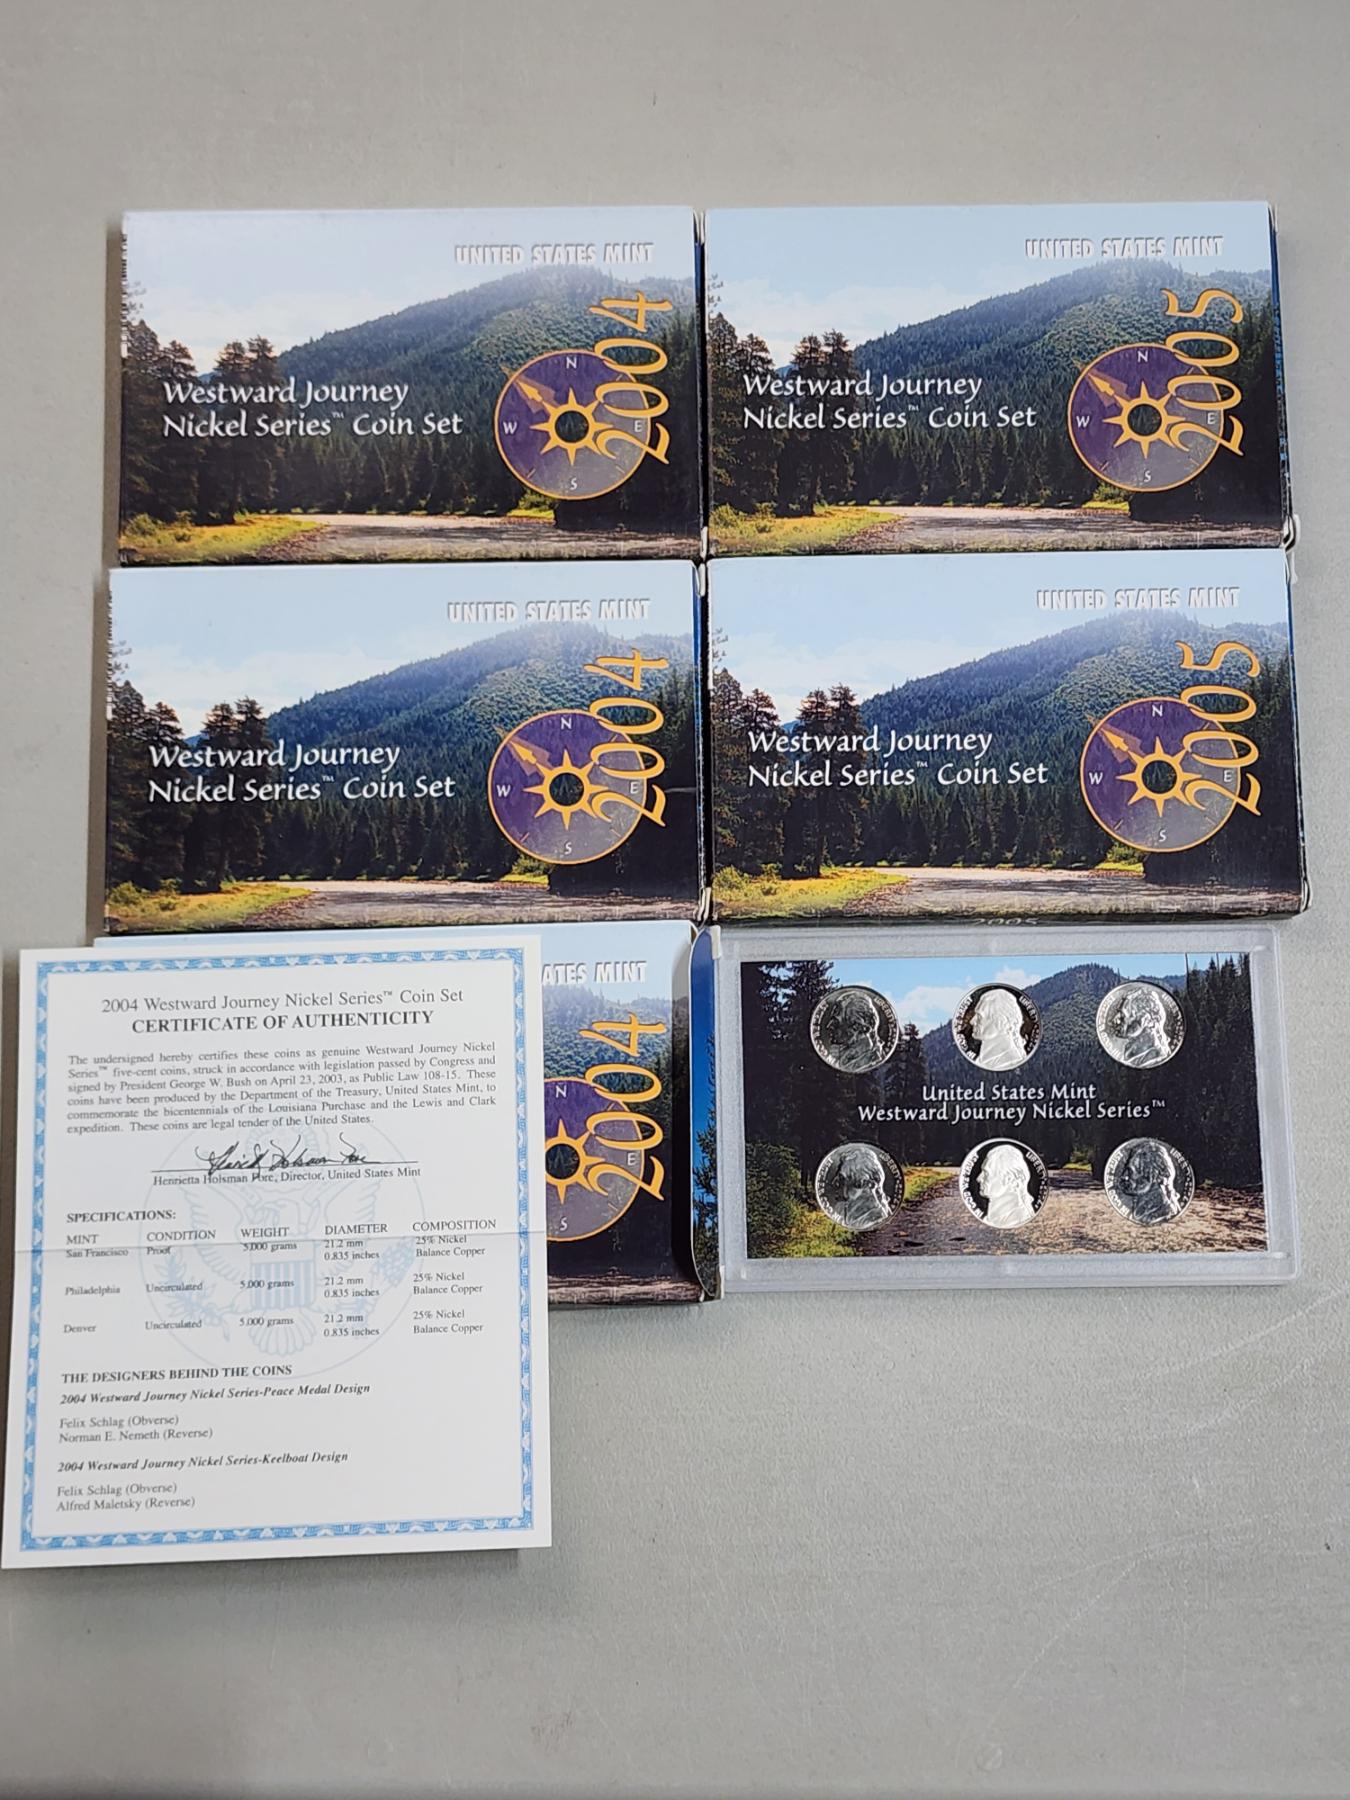 UNITED STATES MINT
Westward Journey
Nickel Series™ Coin Set
2004
N
W
E
S
UNITED STATES MINT
Westward Journey
Nickel Series™ Coin Set
2005
N
W
E
S
UNITED STATES MINT
Westward Journey
Nickel Series™ Coin Set
2004
N
W
E
S
UNITED STATES MINT
Westward Journey
Nickel Series™ Coin Set
2005
N
W
E
S
2005
ATES MINT
2004
N
E
S
2004 Westward Journey Nickel Series™ Coin Set
CERTIFICATE OF AUTHENTICITY
The undersigned hereby certifies these coins as genuine Westward Journey Nickel
Series™ five-cent coins, struck in accordance with legislation passed by Congress and
signed by President George W. Bush on April 23, 2003, as Public Law 108-15. These
coins have been produced by the Department of the Treasury, United States Mint, to
commemorate the bicentennials of the Louisiana Purchase and the Lewis and Clark
expedition. These coins are legal tender of the United States.
Henrietta Holsman Fore, Director, United States Mint
SPECIFICATIONS:
MINT CONDITION WEIGHT DIAMETER COMPOSITION
San Francisco Proof 5.000 grams 21.2 mm 25% Nickel
0.835 inches Balance Copper
Philadelphia Uncirculated 5.000 grams 21.2 mm 25% Nickel
0.835 inches Balance Copper
Denver Uncirculated 5.000 grams 21.2 mm 25% Nickel
0.835 inches Balance Copper
THE DESIGNERS BEHIND THE COINS
2004 Westward Journey Nickel Series-Peace Medal Design
Felix Schlag (Obverse)
Norman E. Nemeth (Reverse)
2004 Westward Journey Nickel Series-Keelboat Design
Felix Schlag (Obverse)
Alfred Maletsky (Reverse)
United States Mint
Westward Journey Nickel Series™